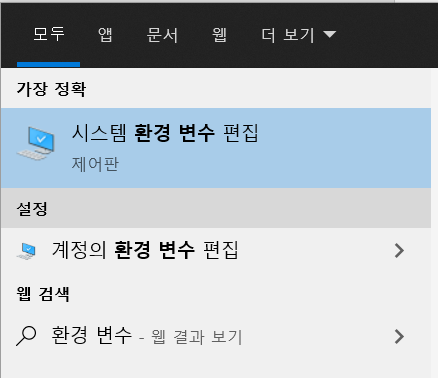 모두 앱 문서 웹 더 보기
가장 정확
시스템 환경 변수 편집
제어판
설정
계정의 환경 변수 편집
웹 검색
환경 변수 - 웹 결과 보기